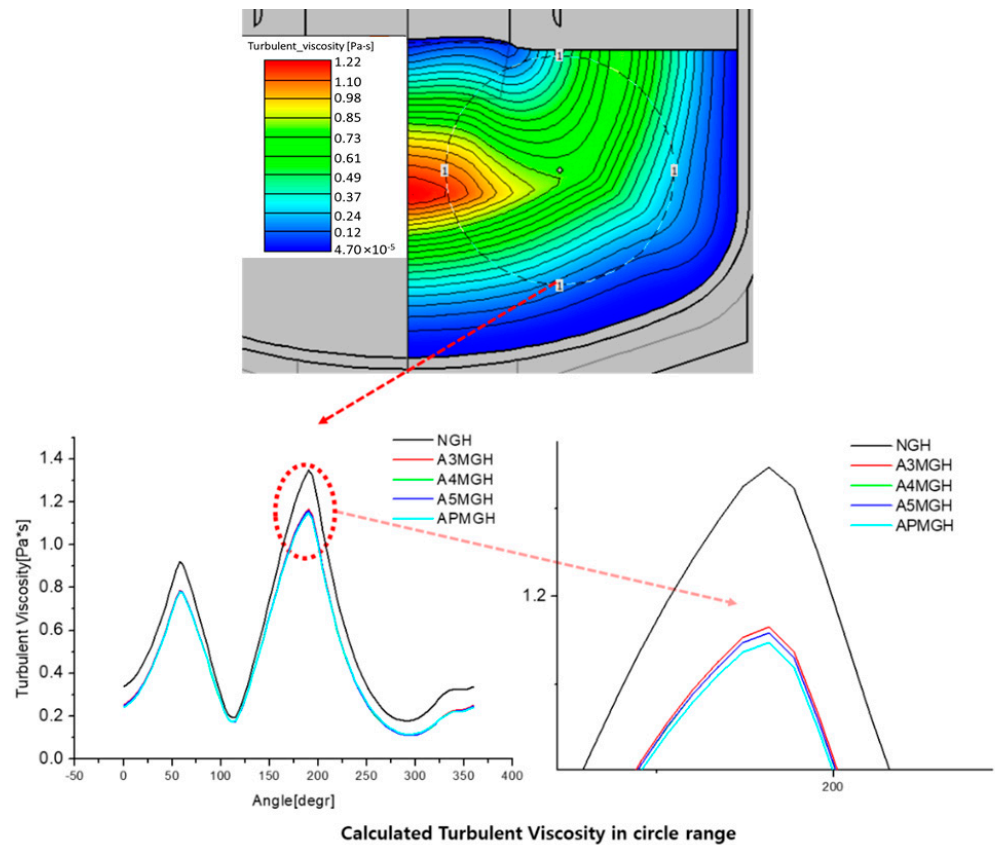 Turbulent_viscosity [Pa-s]
1.22
1.10
0.98
0.85
0.73
0.61
0.49
0.37
0.24
0.12
4.70 ×10⁻⁵
1
1
1
1
NGH
A3MGH
A4MGH
A5MGH
APMGH
1.4
1.2
1.0
0.8
0.6
0.4
0.2
0.0
Turbulent Viscosity[Pa*s]
-50
0
50
100
150
200
250
300
350
400
Angle[degr]
NGH
A3MGH
A4MGH
A5MGH
APMGH
1.2
200
Calculated Turbulent Viscosity in circle range